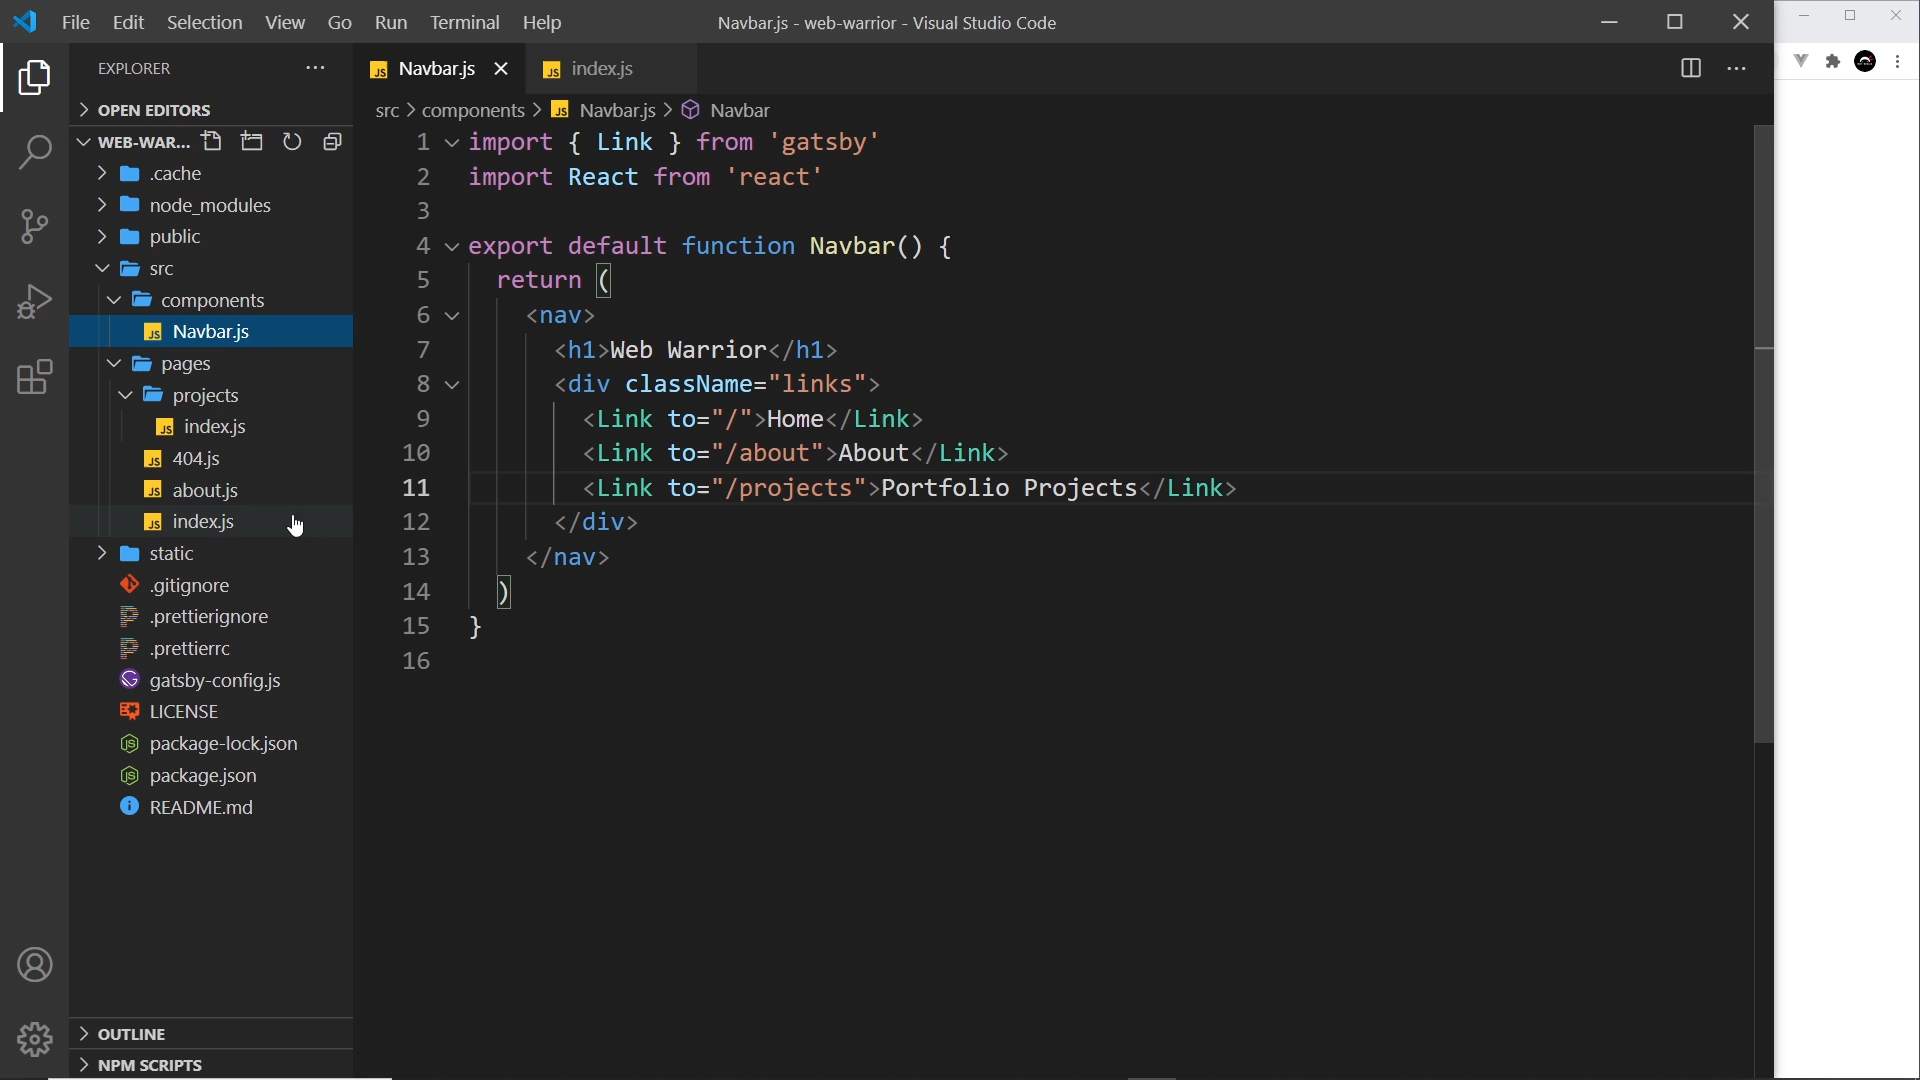 File Edit Selection View Go Run Terminal Help
Navbar.js - web-warrior - Visual Studio Code
EXPLORER
OPEN EDITORS
WEB-WAR...
.cache
node_modules
public
src
components
Navbar.js
pages
projects
index.js
404.js
about.js
index.js
static
.gitignore
.prettierignore
.prettierrc
gatsby-config.js
LICENSE
package-lock.json
package.json
README.md
OUTLINE
NPM SCRIPTS
JS Navbar.js JS index.js
src > components > JS Navbar.js > Navbar
1 import { Link } from 'gatsby'
2 import React from 'react'
3
4 export default function Navbar() {
5 return (
6 <nav>
7 <h1>Web Warrior</h1>
8 <div className="links">
9 <Link to="/">Home</Link>
10 <Link to="/about">About</Link>
11 <Link to="/projects">Portfolio Projects</Link>
12 </div>
13 </nav>
14 )
15 }
16